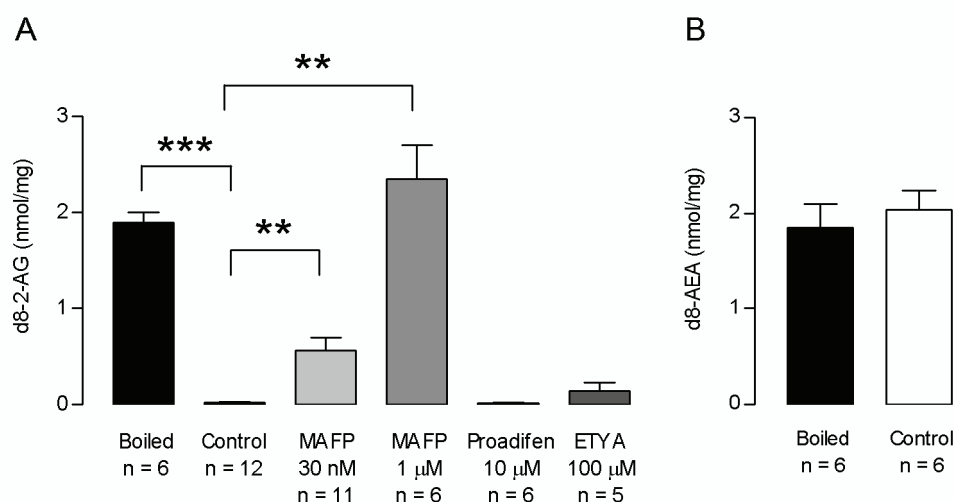 A
B
**
***
**
d8-2-AG (nmol/mg)
3
2
1
0
Boiled
n = 6
Control
n = 12
MAFP
30 nM
n = 11
MAFP
1 µM
n = 6
Proadifen
10 µM
n = 6
ETYA
100 µM
n = 5
d8-AEA (nmol/mg)
3
2
1
0
Boiled
n = 6
Control
n = 6